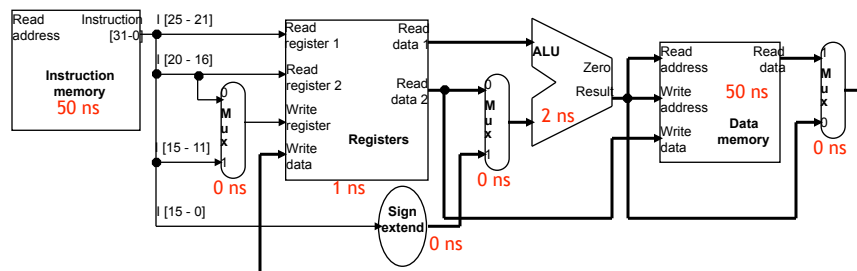 Read
address
Instruction
[31-0]
Instruction
memory
50 ns
I [25 - 21]
I [20 - 16]
I [15 - 11]
I [15 - 0]
0
Mux
1
0 ns
Read
register 1
Read
register 2
Write
register
Write
data
Read
data 1
Read
data 2
Registers
1 ns
Sign
extend
0 ns
0
Mux
1
0 ns
ALU
Zero
Result
2 ns
Read
address
Write
address
Write
data
Read
data
50 ns
Data
memory
1
Mux
0
0 ns